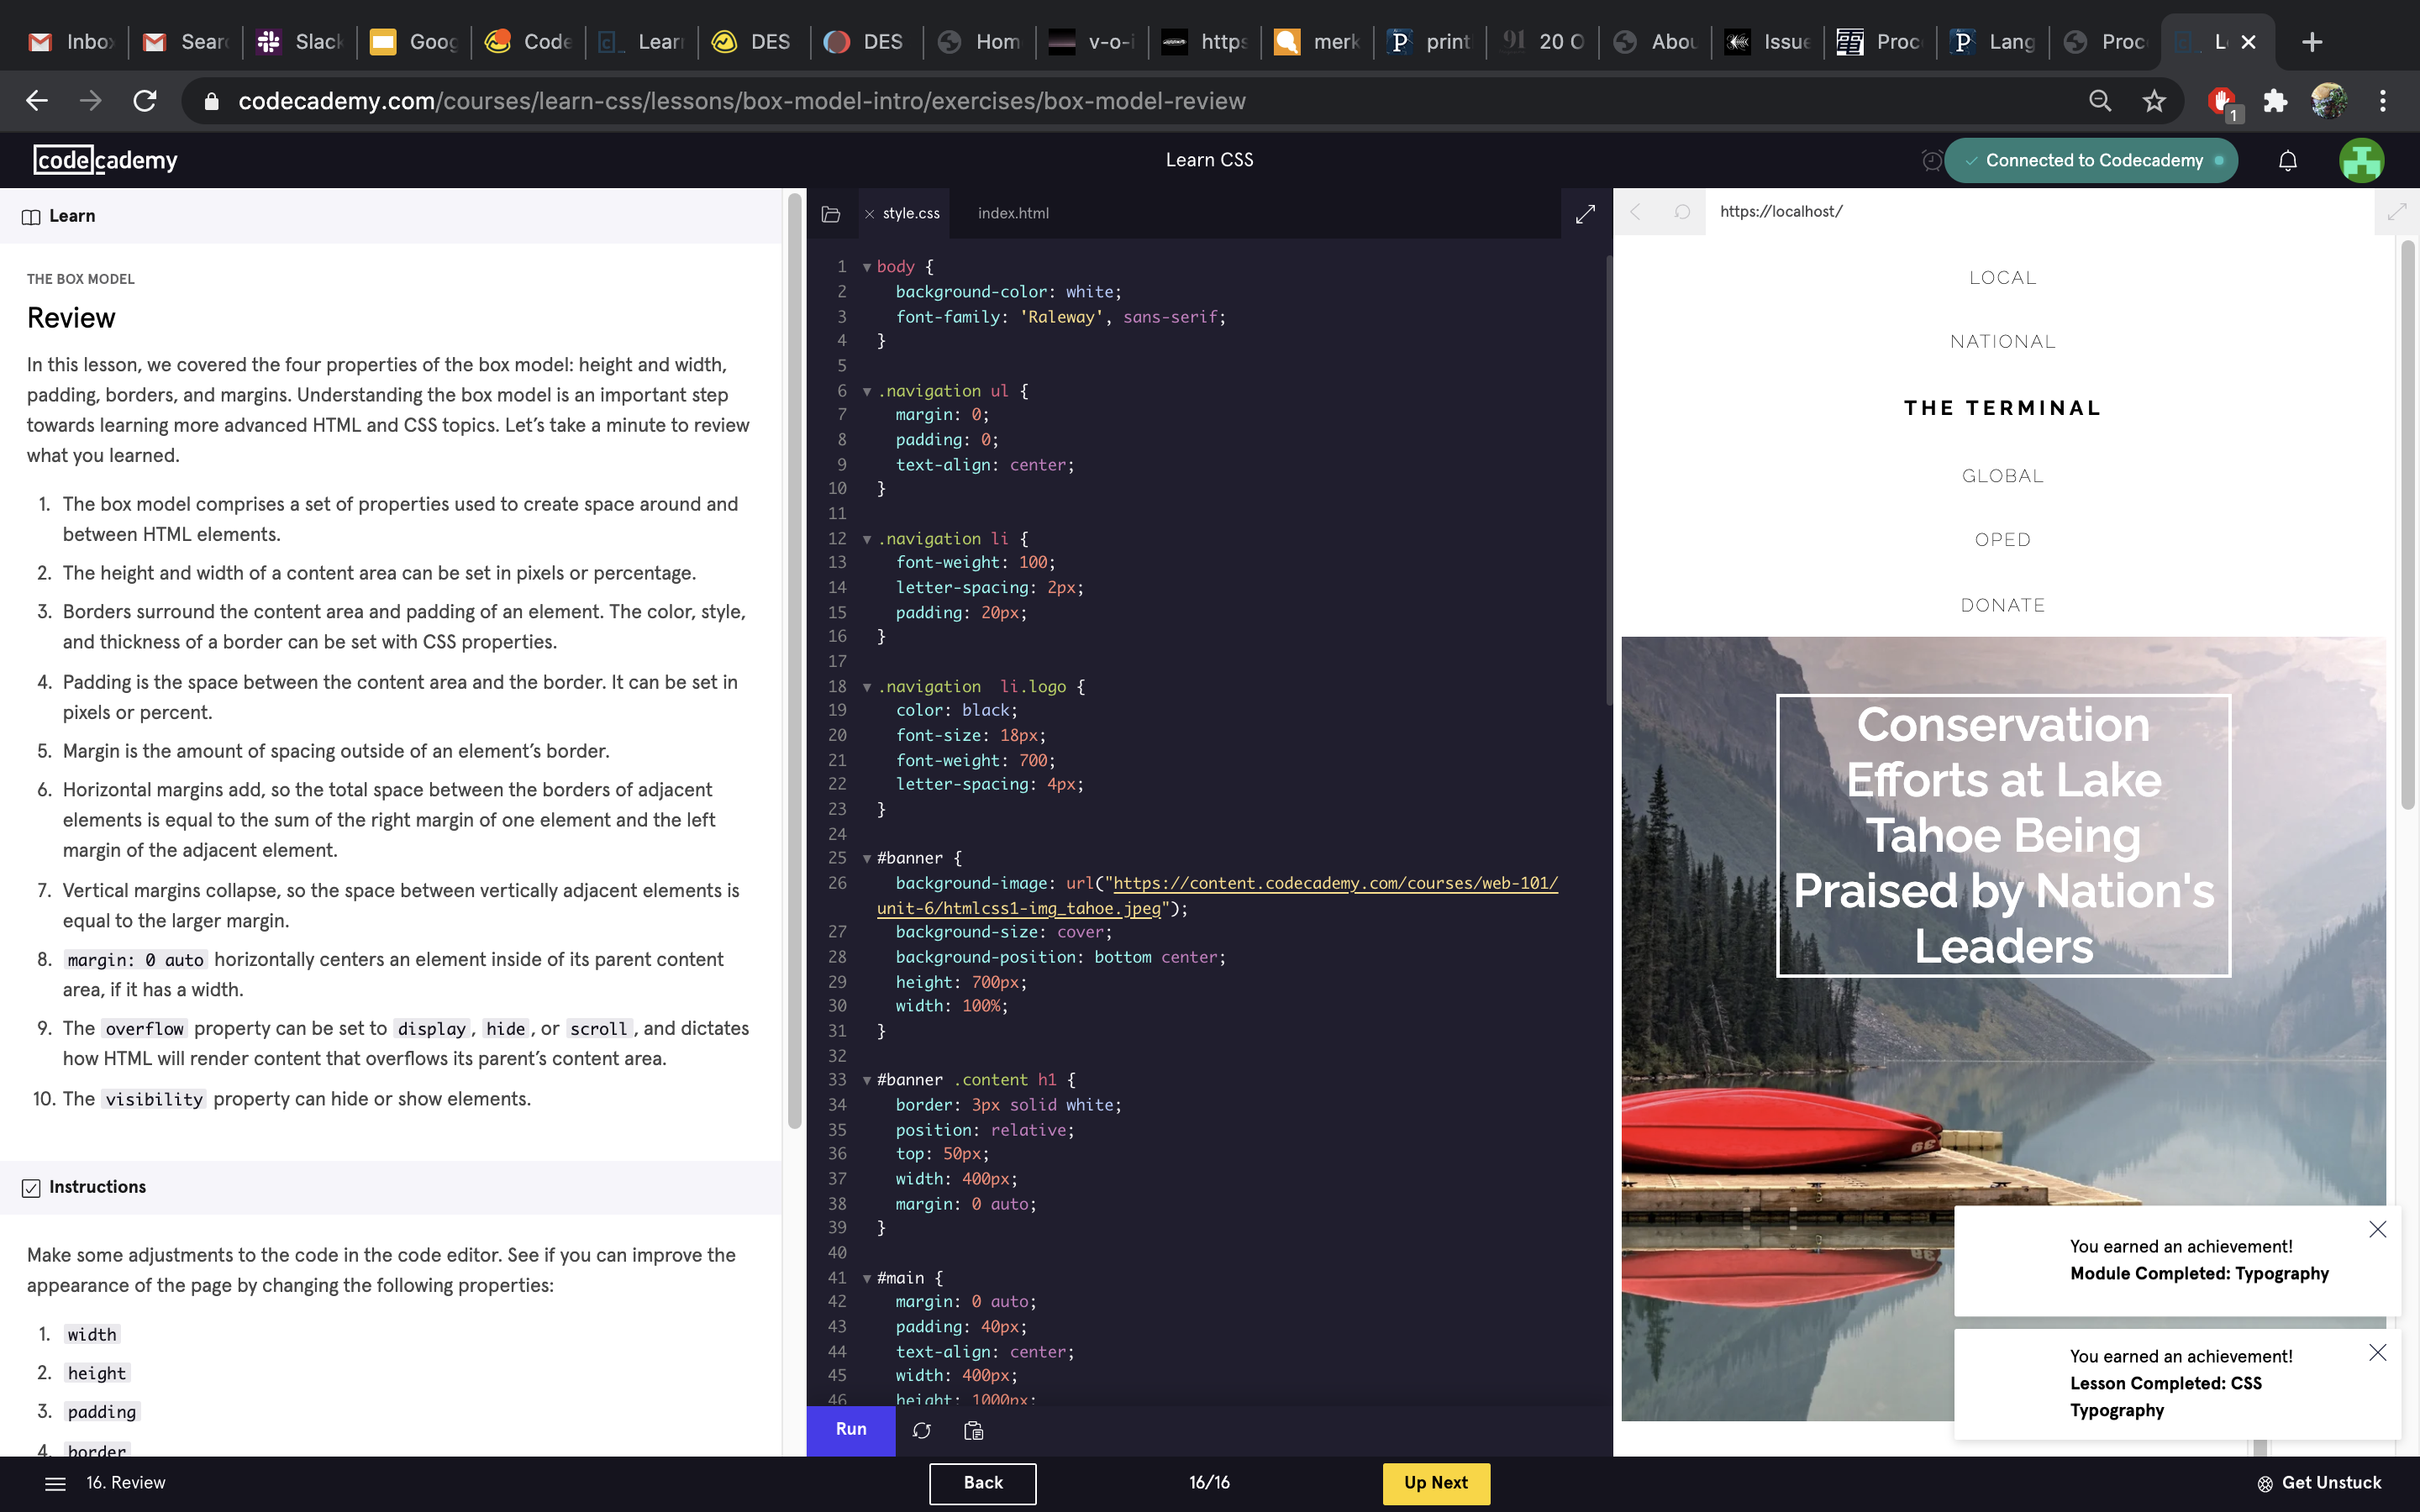 Inbo
Sear
Slack
Goog
Code
Lear
DES
DES
Hom
v-o-i
https
merk
print
20 O
Abou
Issue
Proc
Lang
Proc
L
codecademy.com/courses/learn-css/lessons/box-model-intro/exercises/box-model-review
1
codecademy
Learn CSS
Connected to Codecademy
Learn
THE BOX MODEL
Review
In this lesson, we covered the four properties of the box model: height and width,
padding, borders, and margins. Understanding the box model is an important step
towards learning more advanced HTML and CSS topics. Let’s take a minute to review
what you learned.
1. The box model comprises a set of properties used to create space around and
between HTML elements.
2. The height and width of a content area can be set in pixels or percentage.
3. Borders surround the content area and padding of an element. The color, style,
and thickness of a border can be set with CSS properties.
4. Padding is the space between the content area and the border. It can be set in
pixels or percent.
5. Margin is the amount of spacing outside of an element’s border.
6. Horizontal margins add, so the total space between the borders of adjacent
elements is equal to the sum of the right margin of one element and the left
margin of the adjacent element.
7. Vertical margins collapse, so the space between vertically adjacent elements is
equal to the larger margin.
8. margin: 0 auto horizontally centers an element inside of its parent content
area, if it has a width.
9. The overflow property can be set to display, hide, or scroll, and dictates
how HTML will render content that overflows its parent’s content area.
10. The visibility property can hide or show elements.
Instructions
Make some adjustments to the code in the code editor. See if you can improve the
appearance of the page by changing the following properties:
1. width
2. height
3. padding
4. border
style.css
index.html
1 body {
2 background-color: white;
3 font-family: 'Raleway', sans-serif;
4 }
5
6 .navigation ul {
7 margin: 0;
8 padding: 0;
9 text-align: center;
10 }
11
12 .navigation li {
13 font-weight: 100;
14 letter-spacing: 2px;
15 padding: 20px;
16 }
17
18 .navigation  li.logo {
19 color: black;
20 font-size: 18px;
21 font-weight: 700;
22 letter-spacing: 4px;
23 }
24
25 #banner {
26 background-image: url("https://content.codecademy.com/courses/web-101/
unit-6/htmlcss1-img_tahoe.jpeg");
27 background-size: cover;
28 background-position: bottom center;
29 height: 700px;
30 width: 100%;
31 }
32
33 #banner .content h1 {
34 border: 3px solid white;
35 position: relative;
36 top: 50px;
37 width: 400px;
38 margin: 0 auto;
39 }
40
41 #main {
42 margin: 0 auto;
43 padding: 40px;
44 text-align: center;
45 width: 400px;
46 height: 1000px;
Run
https://localhost/
LOCAL
NATIONAL
THE TERMINAL
GLOBAL
OPED
DONATE
Conservation
Efforts at Lake
Tahoe Being
Praised by Nation's
Leaders
You earned an achievement!
Module Completed: Typography
You earned an achievement!
Lesson Completed: CSS
Typography
16. Review
Back
16/16
Up Next
Get Unstuck